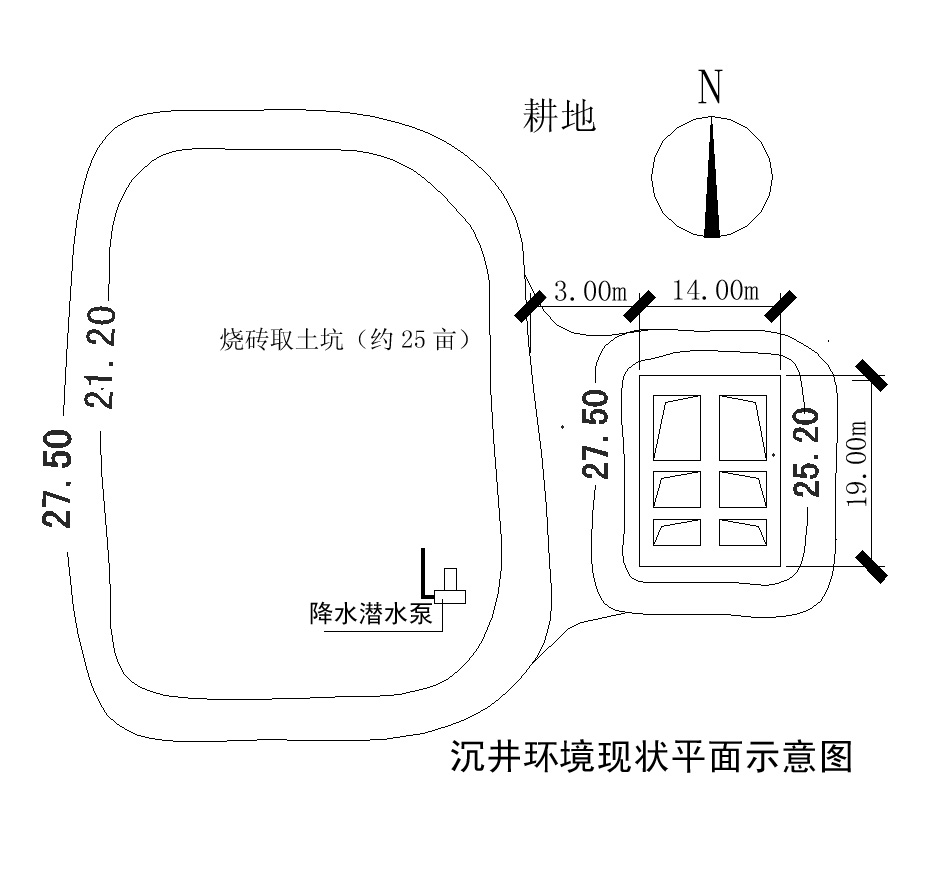 N
耕地
3.00m
14.00m
烧砖取土坑（约25亩）
21.20
27.50
27.50
25.20
19.00m
降水潜水泵
沉井环境现状平面示意图